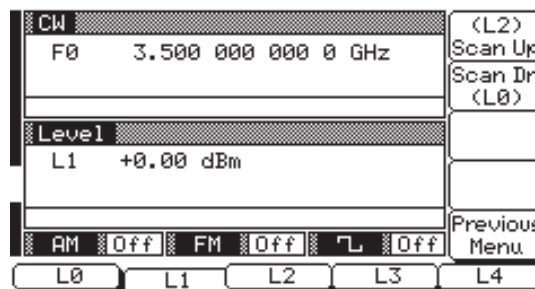 CW
F0 3.500 000 000 0 GHz
Level
L1 +0.00 dBm
AM Off FM Off Off
(L2)
Scan Up
Scan Dn
(L0)
Previous
Menu
L0 L1 L2 L3 L4